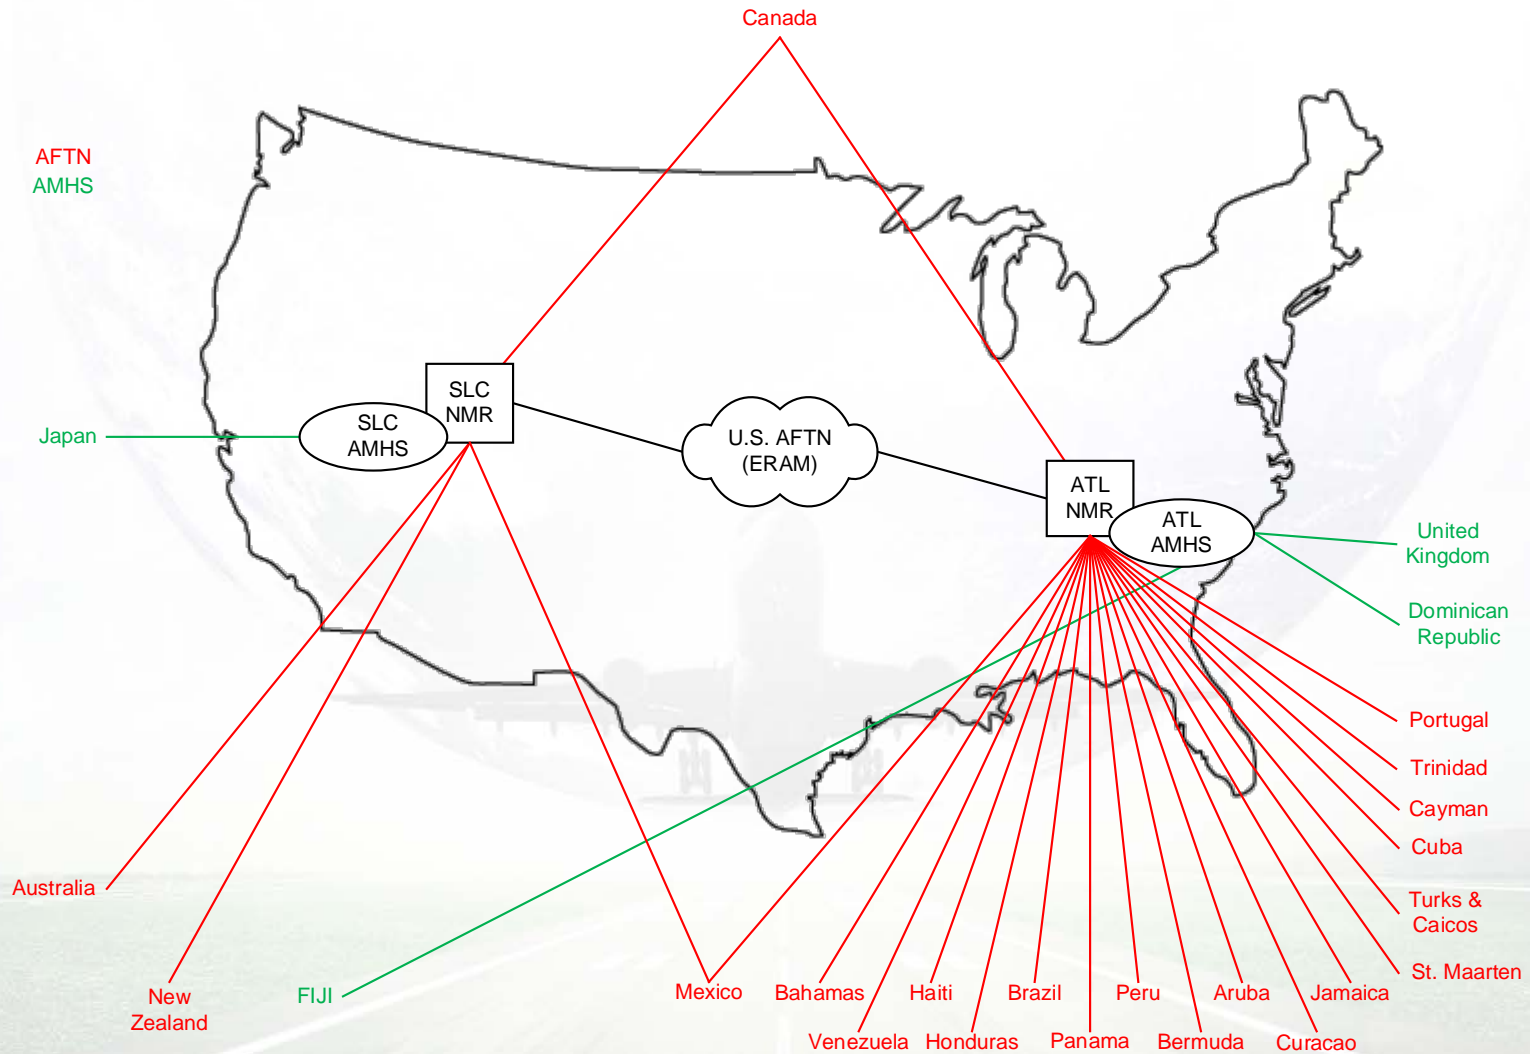 Canada
AFTN
AMHS
SLC
NMR
SLC
AMHS
Japan
U.S. AFTN
(ERAM)
ATL
NMR
ATL
AMHS
United
Kingdom
Dominican
Republic
Portugal
Trinidad
Cayman
Cuba
Turks &
Caicos
St. Maarten
Australia
New
Zealand
FIJI
Mexico
Bahamas
Haiti
Brazil
Peru
Aruba
Jamaica
Venezuela
Honduras
Panama
Bermuda
Curacao